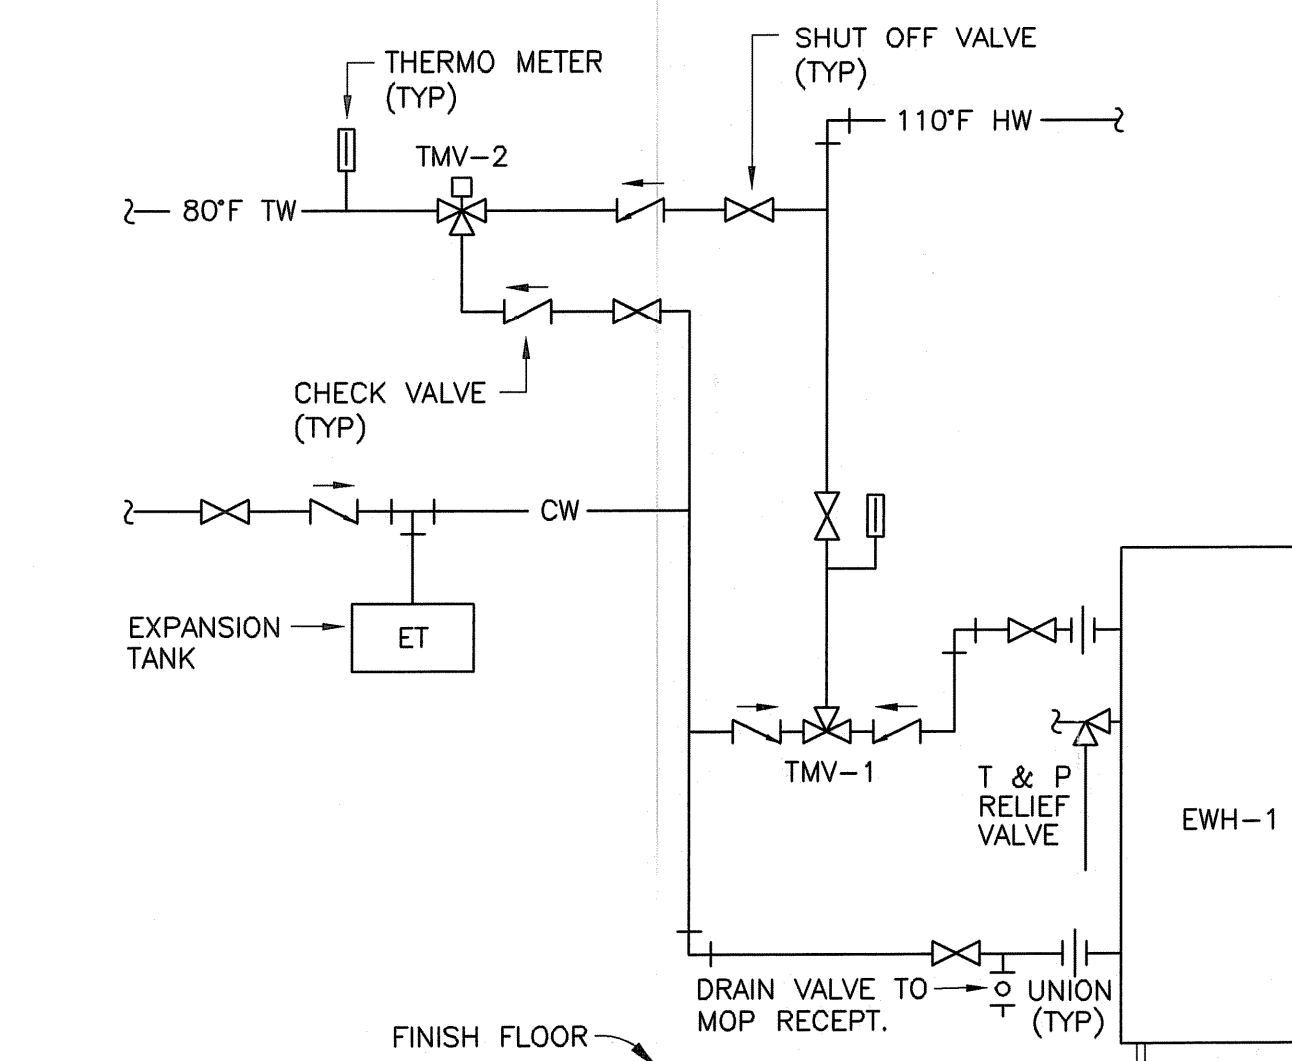 SHUT OFF VALVE
(TYP)
THERMO METER
(TYP)
110°F HW
TMV-2
80°F TW
CHECK VALVE
(TYP)
CW
EXPANSION
TANK
ET
TMV-1
T & P
RELIEF
VALVE
EWH-1
DRAIN VALVE TO
MOP RECEPT.
UNION
(TYP)
FINISH FLOOR